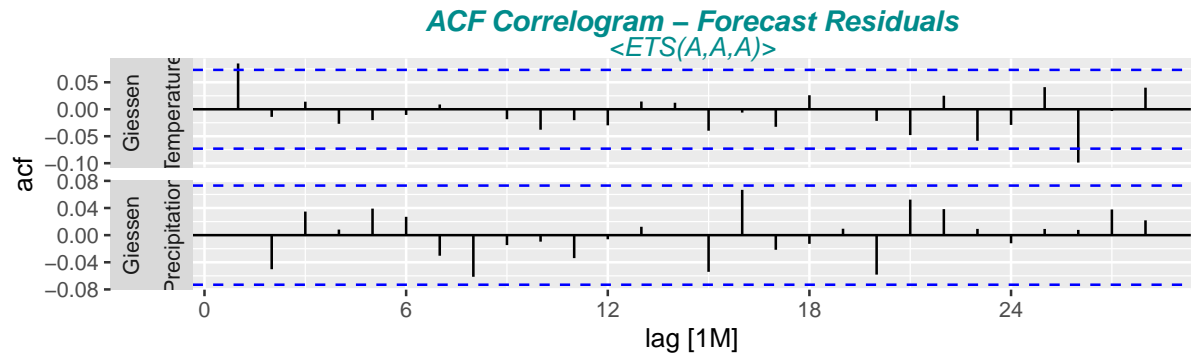 ACF Correlogram – Forecast Residuals
<ETS(A,A,A)>
acf
Giessen
Temperature
0.05
0.00
−0.05
−0.10
Giessen
Precipitation
0.08
0.04
0.00
−0.04
−0.08
0 6 12 18 24
lag [1M]